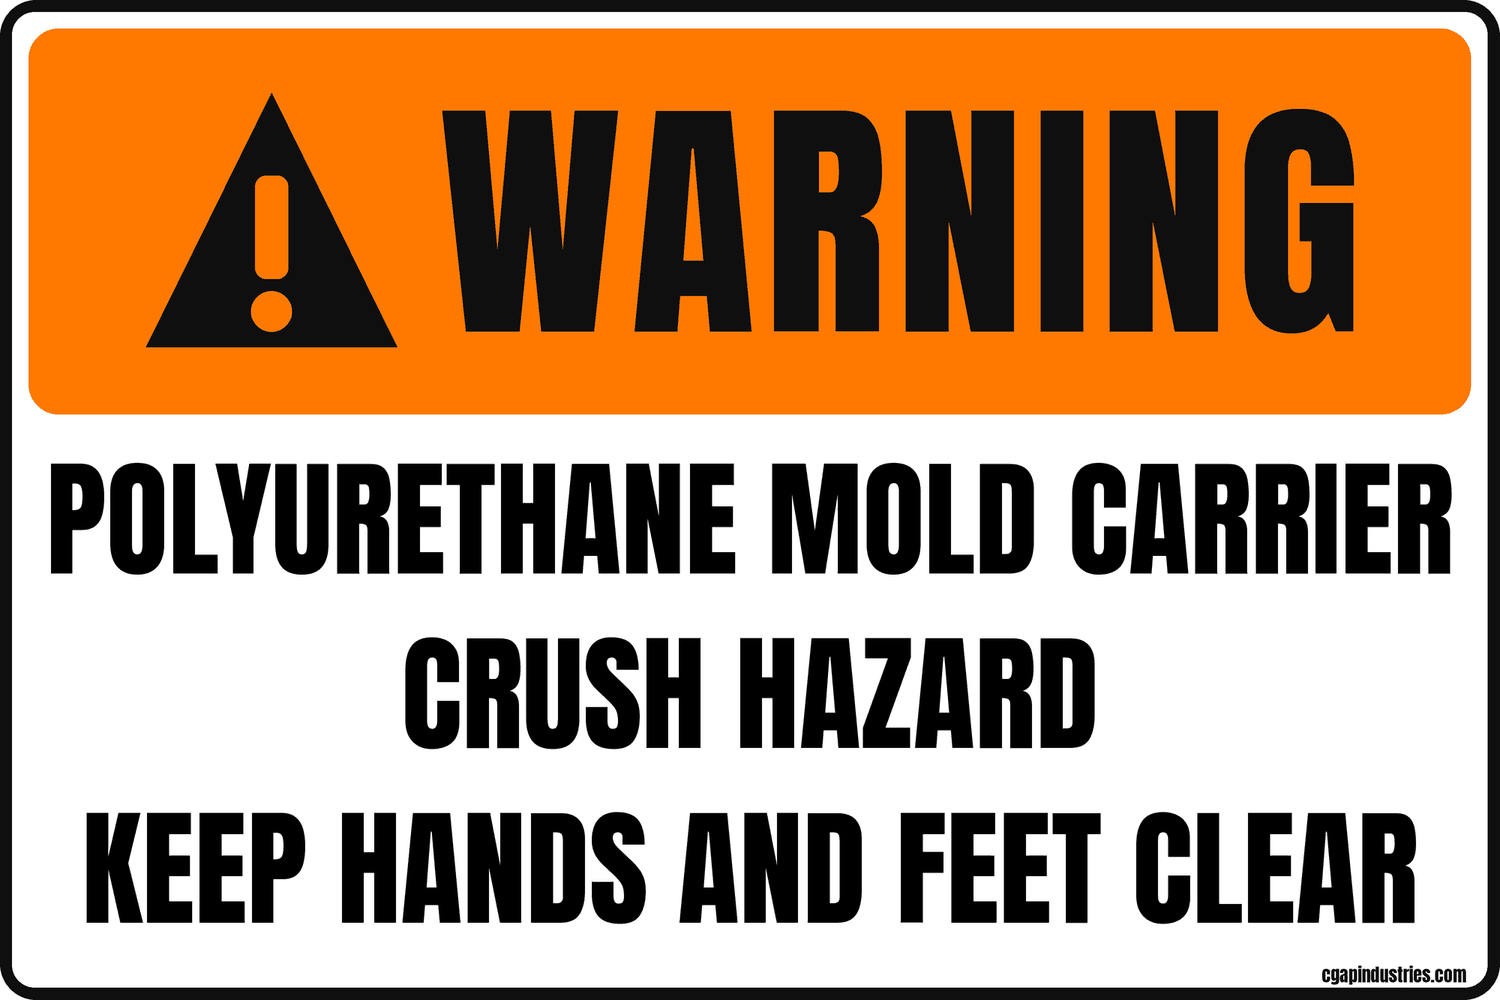 WARNING
POLYURETHANE MOLD CARRIER
CRUSH HAZARD
KEEP HANDS AND FEET CLEAR
cgapindustries.com